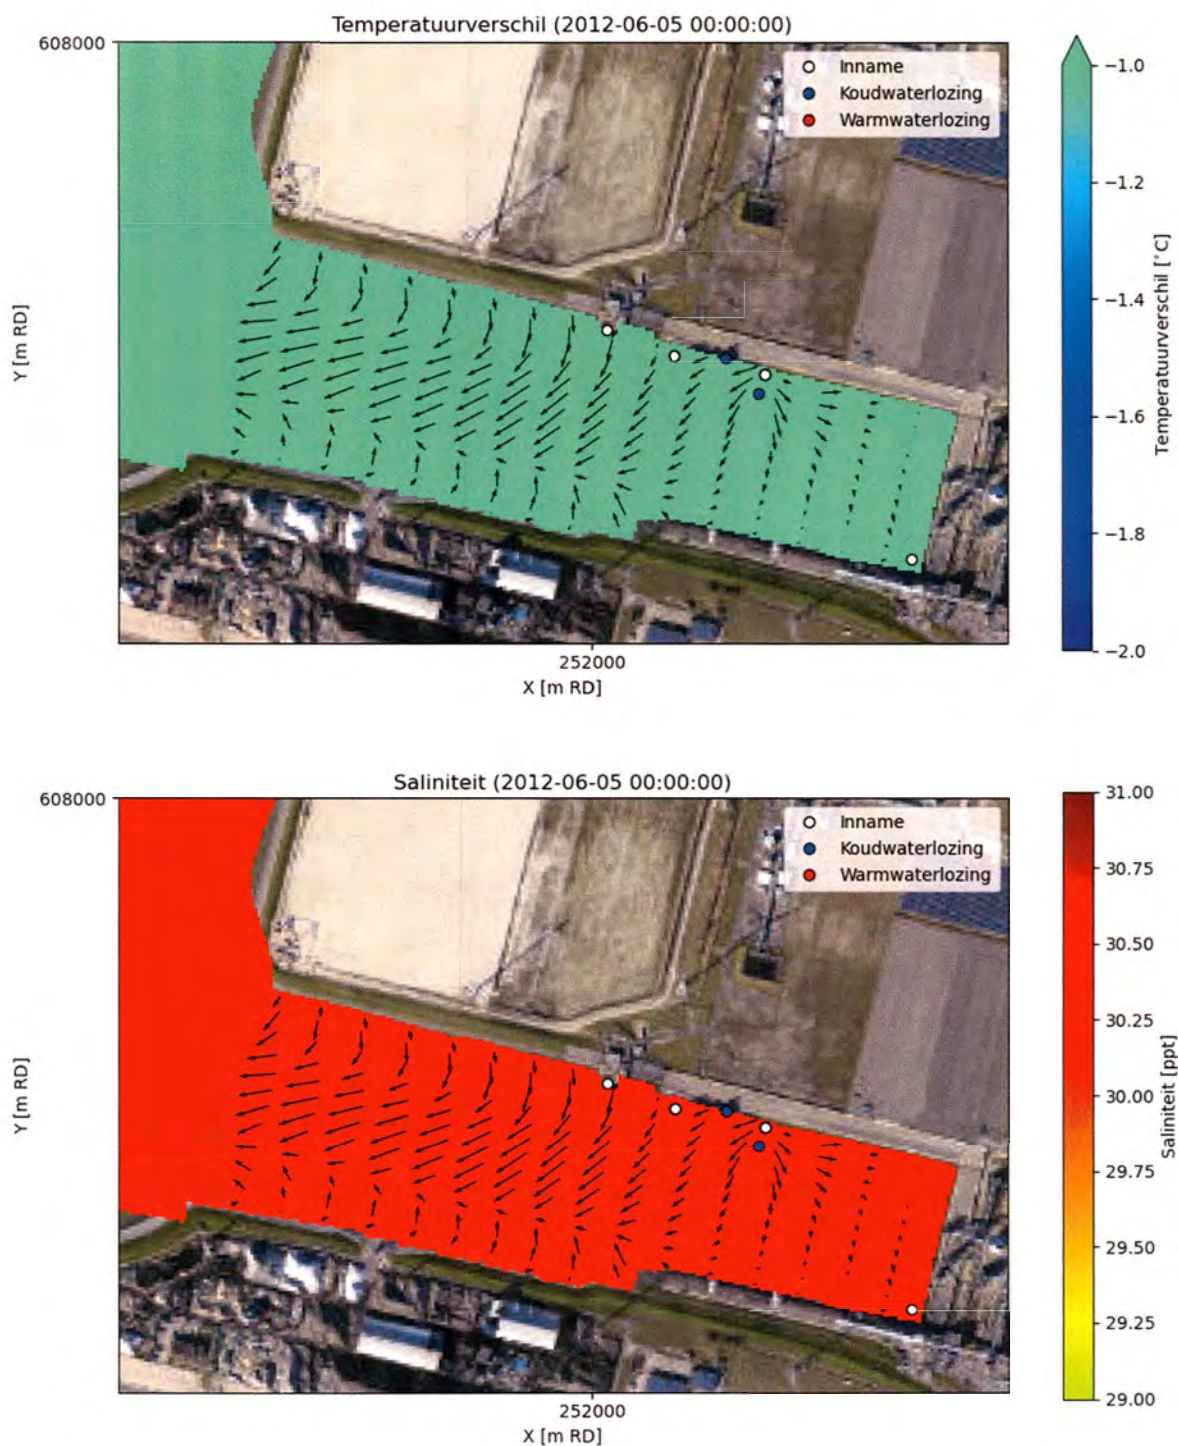 Temperatuurverschil (2012-06-05 00:00:00)
608000
Inname
Koudwaterlozing
Warmwaterlozing
Y [m RD]
252000
X [m RD]
−1.0
−1.2
−1.4
−1.6
−1.8
−2.0
Temperatuurverschil [°C]
Saliniteit (2012-06-05 00:00:00)
608000
Inname
Koudwaterlozing
Warmwaterlozing
Y [m RD]
252000
X [m RD]
31.00
30.75
30.50
30.25
30.00
29.75
29.50
29.25
29.00
Saliniteit [ppt]